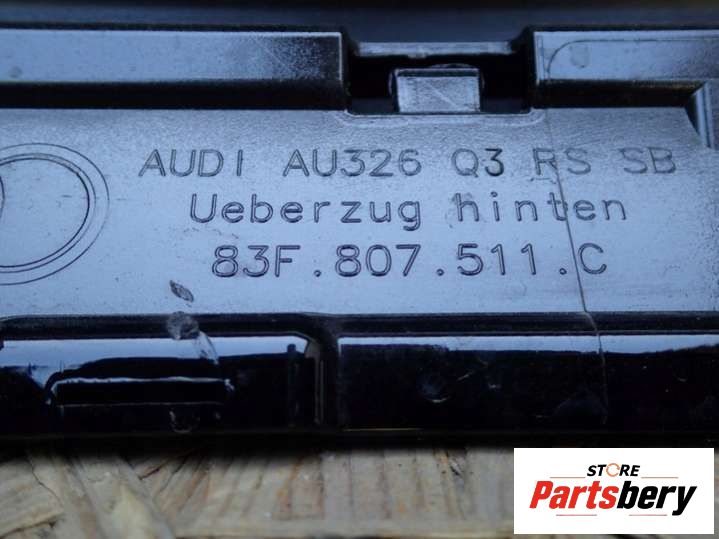 AUDI AU326 Q3 RS SB
Ueberzug hinten
83F.807.511.C
STORE
Partsbery